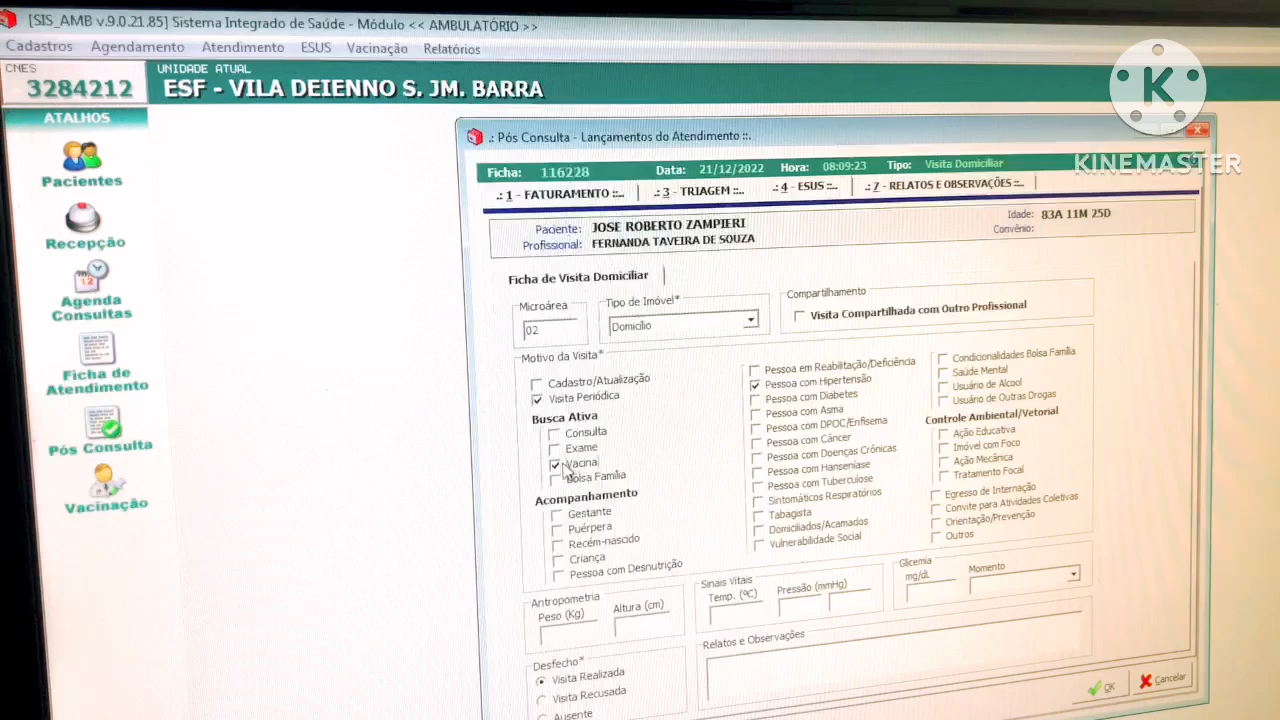 [SIS_AMB v.9.0.21.85] Sistema Integrado de Saúde - Módulo << AMBULATÓRIO >>
Cadastros Agendamento Atendimento ESUS Vacinação Relatórios
CNES
3284212
UNIDADE ATUAL
ESF - VILA DEIENNO S. JM. BARRA
ATALHOS
Pacientes
Recepção
Agenda
Consultas
Ficha de
Atendimento
Pós Consulta
Vacinação
K
KINEMASTER
.: Pós Consulta - Lançamentos do Atendimento ::.
Ficha: 116228 Data: 21/12/2022 Hora: 08:09:23 Tipo: Visita Domiciliar
.: 1 - FATURAMENTO ::. .: 3 - TRIAGEM ::. .: 4 - ESUS ::. .: 7 - RELATOS E OBSERVAÇÕES ::.
Paciente: JOSE ROBERTO ZAMPIERI Idade: 83A 11M 25D
Profissional: FERNANDA TAVEIRA DE SOUZA Convênio:
Ficha de Visita Domiciliar
Microárea
02
Tipo de Imóvel*
Domicílio
Compartilhamento
Visita Compartilhada com Outro Profissional
Motivo da Visita*
Cadastro/Atualização
Visita Periódica
Busca Ativa
Consulta
Exame
Vacina
Bolsa Família
Acompanhamento
Gestante
Puérpera
Recém-nascido
Criança
Pessoa com Desnutrição
Pessoa em Reabilitação/Deficiência
Pessoa com Hipertensão
Pessoa com Diabetes
Pessoa com Asma
Pessoa com DPOC/Enfisema
Pessoa com Câncer
Pessoa com Doenças Crônicas
Pessoa com Hanseníase
Pessoa com Tuberculose
Sintomáticos Respiratórios
Tabagista
Domiciliados/Acamados
Vulnerabilidade Social
Condicionalidades Bolsa Família
Saúde Mental
Usuário de Álcool
Usuário de Outras Drogas
Controle Ambiental/Vetorial
Ação Educativa
Imóvel com Foco
Ação Mecânica
Tratamento Focal
Egresso de Internação
Convite para Atividades Coletivas
Orientação/Prevenção
Outros
Antropometria
Peso (Kg) Altura (cm)
Sinais Vitais
Temp. (ºC) Pressão (mmHg)
Glicemia
mg/dL Momento
Desfecho*
Visita Realizada
Visita Recusada
Ausente
Relatos e Observações
OK Cancelar